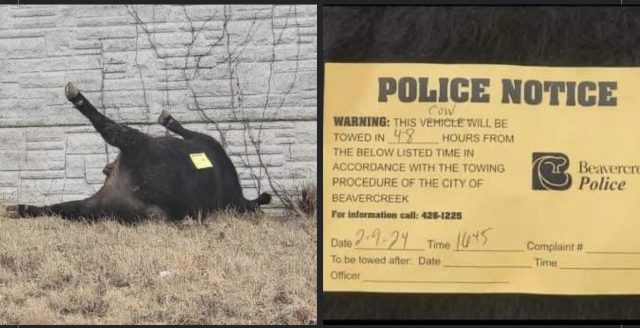 POLICE NOTICE
cow
WARNING: THIS VEHICLE WILL BE
TOWED IN 48 HOURS FROM
THE BELOW LISTED TIME IN
ACCORDANCE WITH THE TOWING
PROCEDURE OF THE CITY OF
BEAVERCREEK
For information call: 426-1225
Beavercre
Police
Date 2-9-24 Time 1645 Complaint #
To be towed after: Date Time
Officer